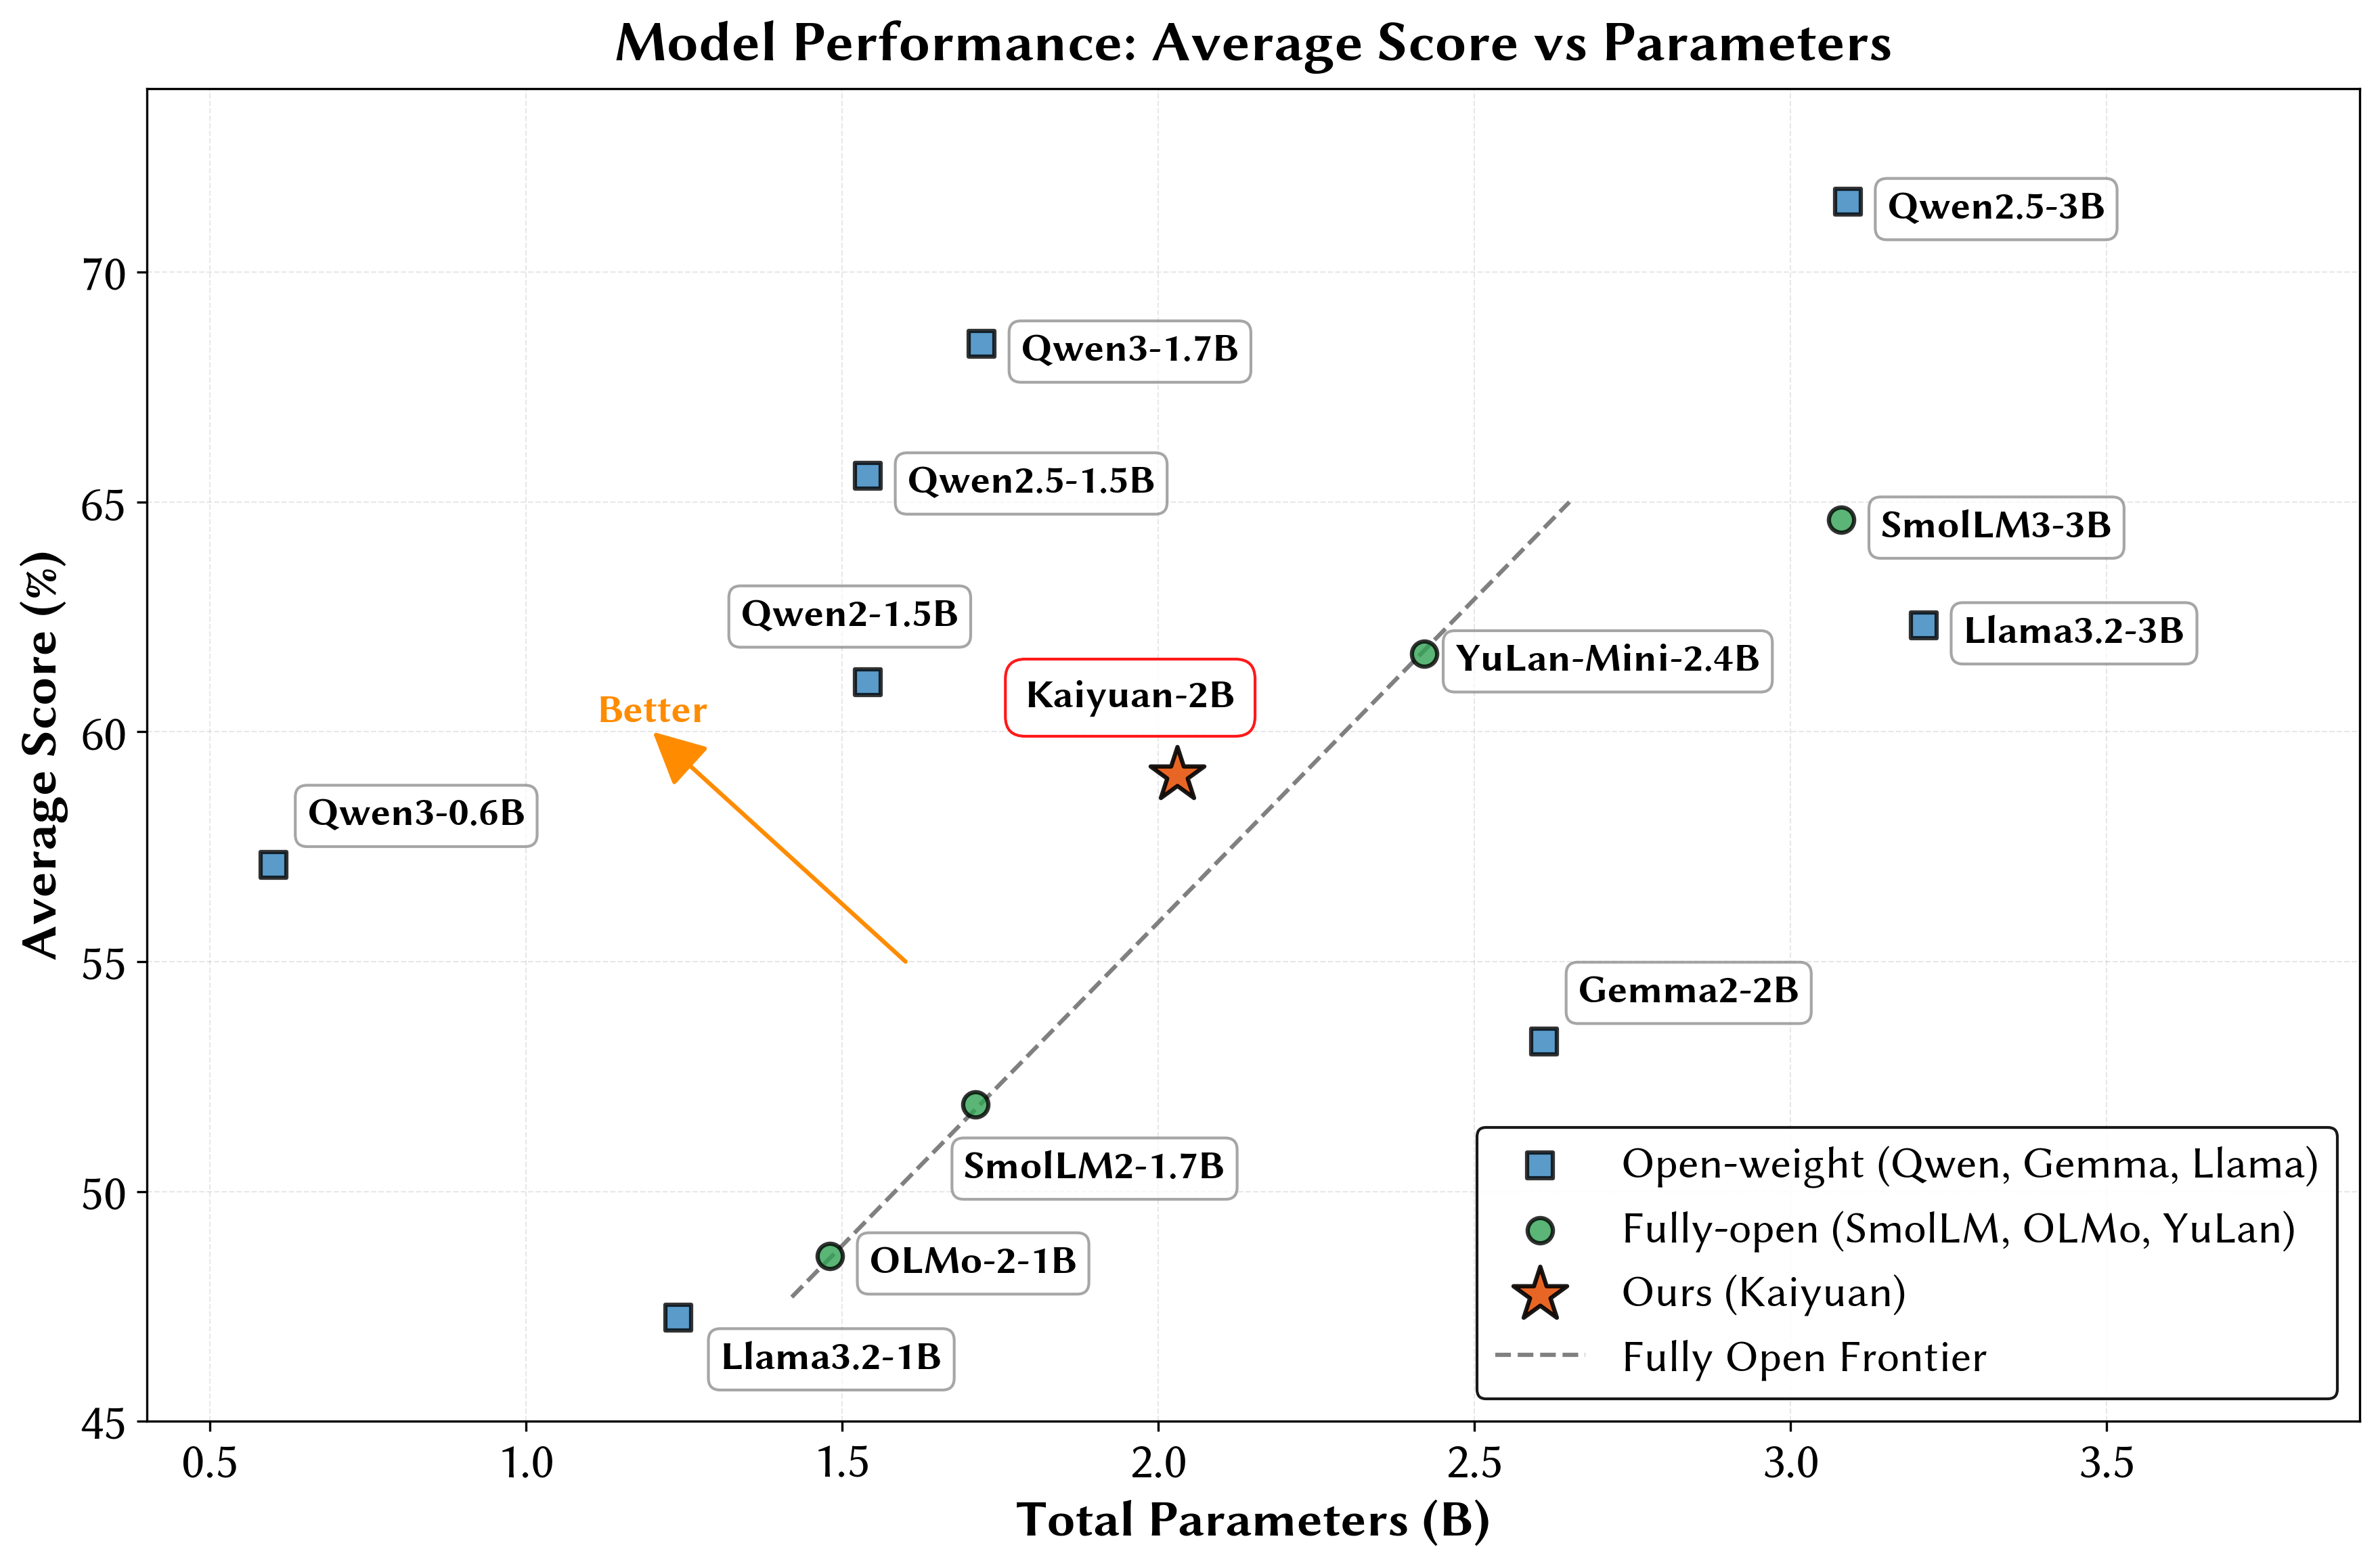 Model Performance: Average Score vs Parameters
Average Score (%)
70
65
60
55
50
45
Qwen2.5-3B
Qwen3-1.7B
Qwen2.5-1.5B
SmolLM3-3B
Qwen2-1.5B
Llama3.2-3B
YuLan-Mini-2.4B
Kaiyuan-2B
Better
Qwen3-0.6B
Gemma2-2B
SmolLM2-1.7B
OLMo-2-1B
Llama3.2-1B
Open-weight (Qwen, Gemma, Llama)
Fully-open (SmolLM, OLMo, YuLan)
Ours (Kaiyuan)
Fully Open Frontier
0.5 1.0 1.5 2.0 2.5 3.0 3.5
Total Parameters (B)